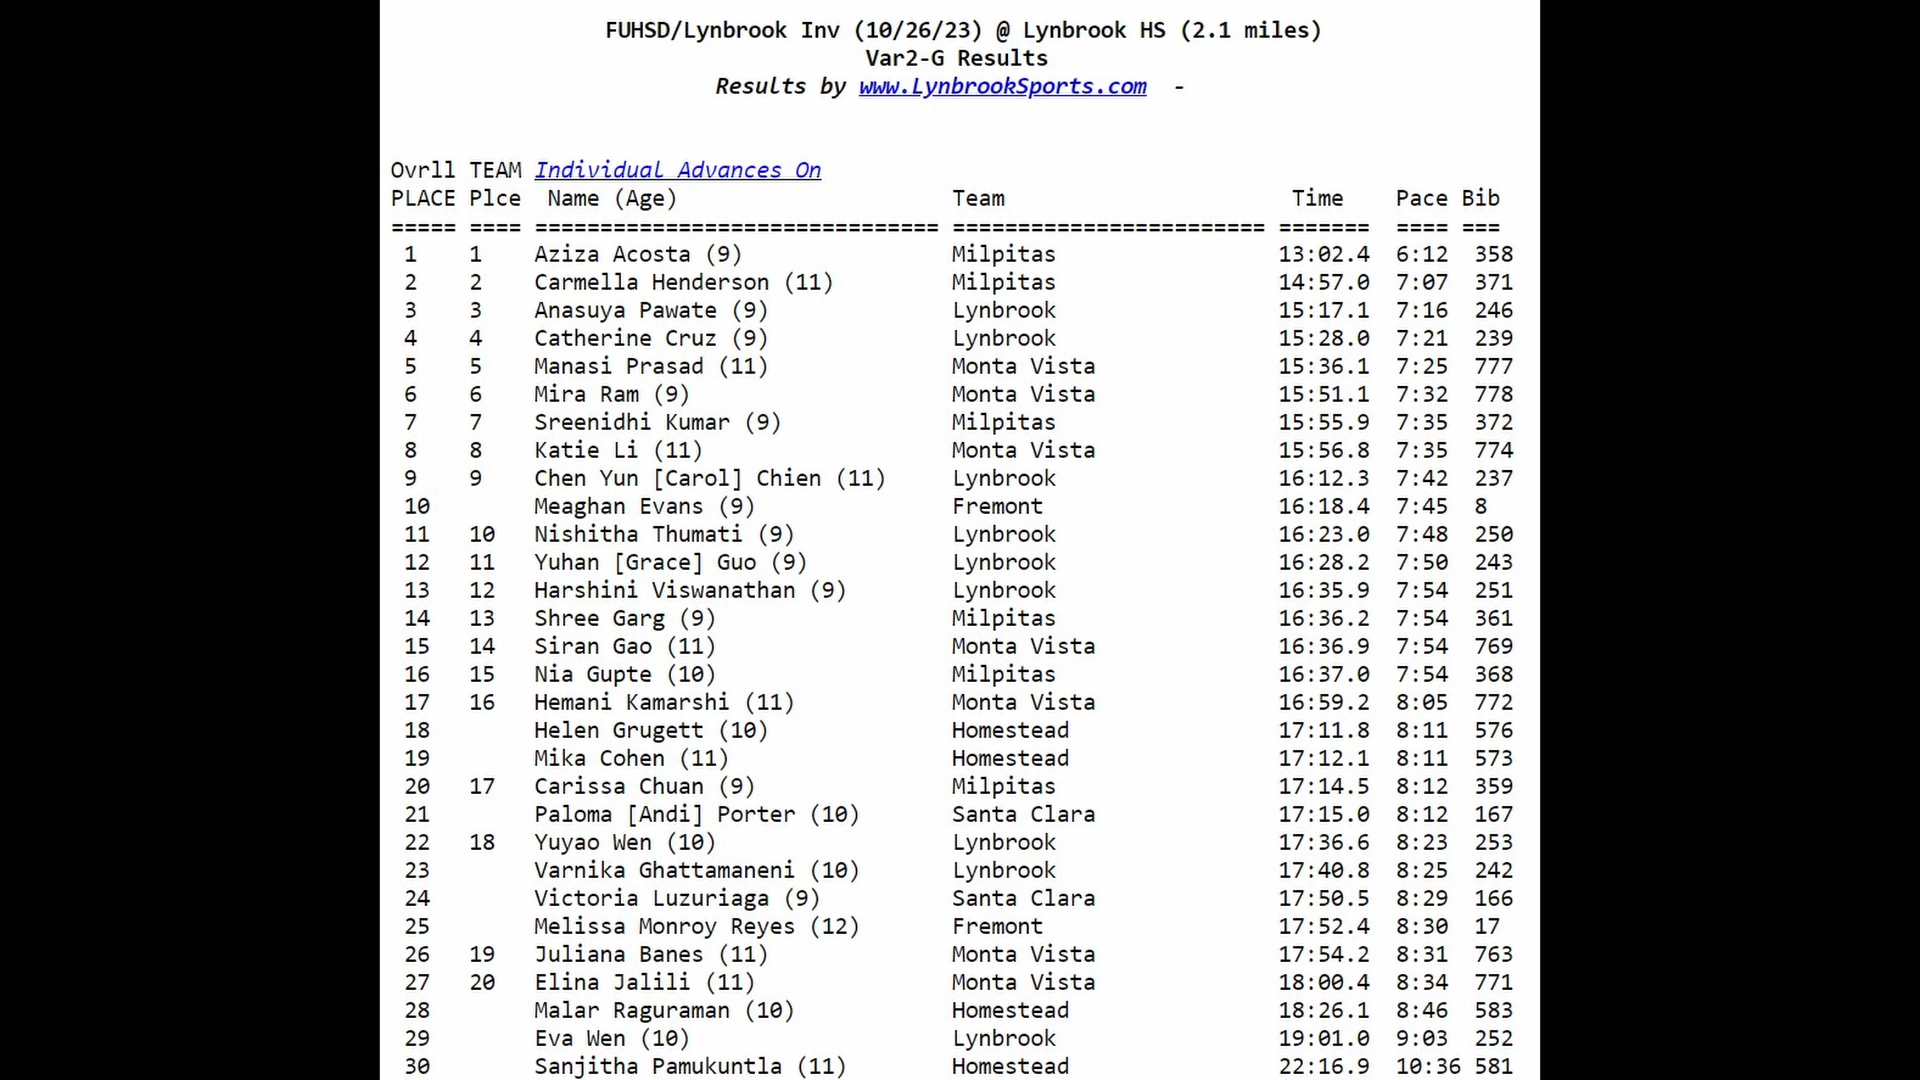 FUHSD/Lynbrook Inv (10/26/23) @ Lynbrook HS (2.1 miles)
Var2-G Results
Results by www.LynbrookSports.com -
Ovrll TEAM Individual Advances On
PLACE Plce Name (Age) Team Time Pace Bib
===== ==== =============================== ======================== ======= ==== ===
1 1 Aziza Acosta (9) Milpitas 13:02.4 6:12 358
2 2 Carmella Henderson (11) Milpitas 14:57.0 7:07 371
3 3 Anasuya Pawate (9) Lynbrook 15:17.1 7:16 246
4 4 Catherine Cruz (9) Lynbrook 15:28.0 7:21 239
5 5 Manasi Prasad (11) Monta Vista 15:36.1 7:25 777
6 6 Mira Ram (9) Monta Vista 15:51.1 7:32 778
7 7 Sreenidhi Kumar (9) Milpitas 15:55.9 7:35 372
8 8 Katie Li (11) Monta Vista 15:56.8 7:35 774
9 9 Chen Yun [Carol] Chien (11) Lynbrook 16:12.3 7:42 237
10 Meaghan Evans (9) Fremont 16:18.4 7:45 8
11 10 Nishitha Thumati (9) Lynbrook 16:23.0 7:48 250
12 11 Yuhan [Grace] Guo (9) Lynbrook 16:28.2 7:50 243
13 12 Harshini Viswanathan (9) Lynbrook 16:35.9 7:54 251
14 13 Shree Garg (9) Milpitas 16:36.2 7:54 361
15 14 Siran Gao (11) Monta Vista 16:36.9 7:54 769
16 15 Nia Gupte (10) Milpitas 16:37.0 7:54 368
17 16 Hemani Kamarshi (11) Monta Vista 16:59.2 8:05 772
18 Helen Grugett (10) Homestead 17:11.8 8:11 576
19 Mika Cohen (11) Homestead 17:12.1 8:11 573
20 17 Carissa Chuan (9) Milpitas 17:14.5 8:12 359
21 Paloma [Andi] Porter (10) Santa Clara 17:15.0 8:12 167
22 18 Yuyao Wen (10) Lynbrook 17:36.6 8:23 253
23 Varnika Ghattamaneni (10) Lynbrook 17:40.8 8:25 242
24 Victoria Luzuriaga (9) Santa Clara 17:50.5 8:29 166
25 Melissa Monroy Reyes (12) Fremont 17:52.4 8:30 17
26 19 Juliana Banes (11) Monta Vista 17:54.2 8:31 763
27 20 Elina Jalili (11) Monta Vista 18:00.4 8:34 771
28 Malar Raguraman (10) Homestead 18:26.1 8:46 583
29 Eva Wen (10) Lynbrook 19:01.0 9:03 252
30 Sanjitha Pamukuntla (11) Homestead 22:16.9 10:36 581